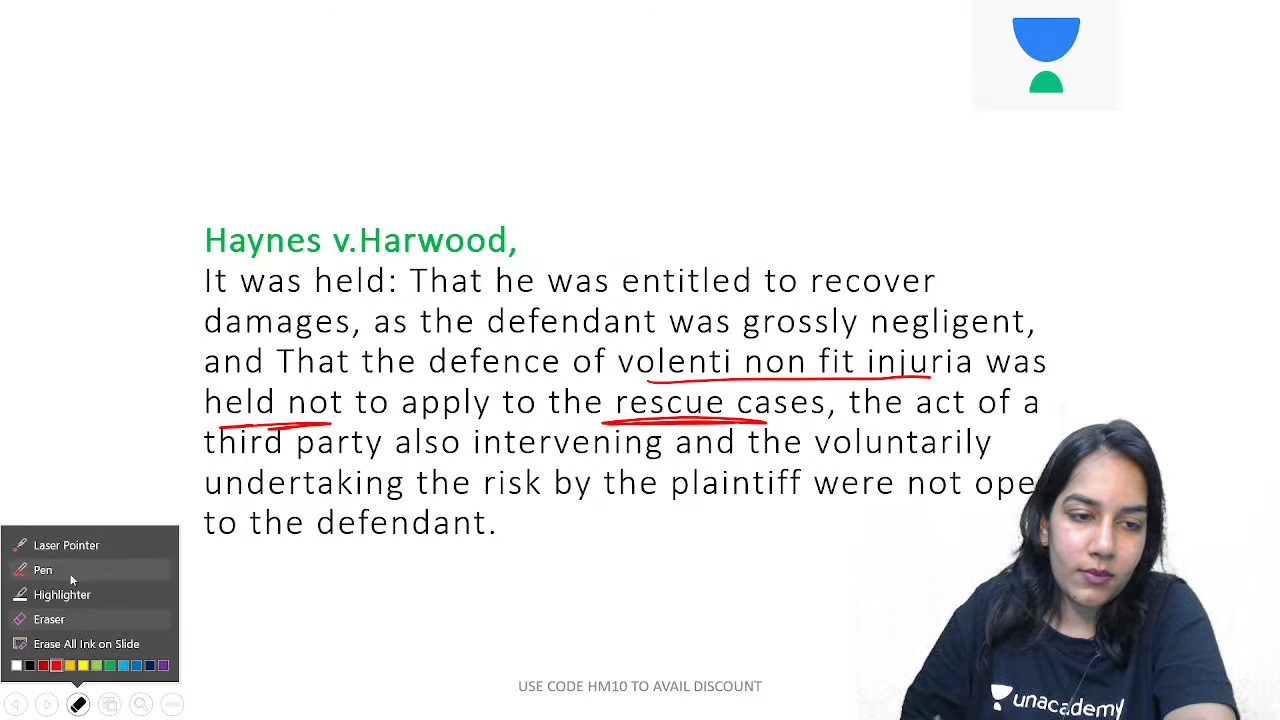 Haynes v.Harwood,
It was held: That he was entitled to recover
damages, as the defendant was grossly negligent,
and That the defence of volenti non fit injuria was
held not to apply to the rescue cases, the act of a
third party also intervening and the voluntarily
undertaking the risk by the plaintiff were not ope
to the defendant.
Laser Pointer
Pen
Highlighter
Eraser
Erase All Ink on Slide
USE CODE HM10 TO AVAIL DISCOUNT
unacademy